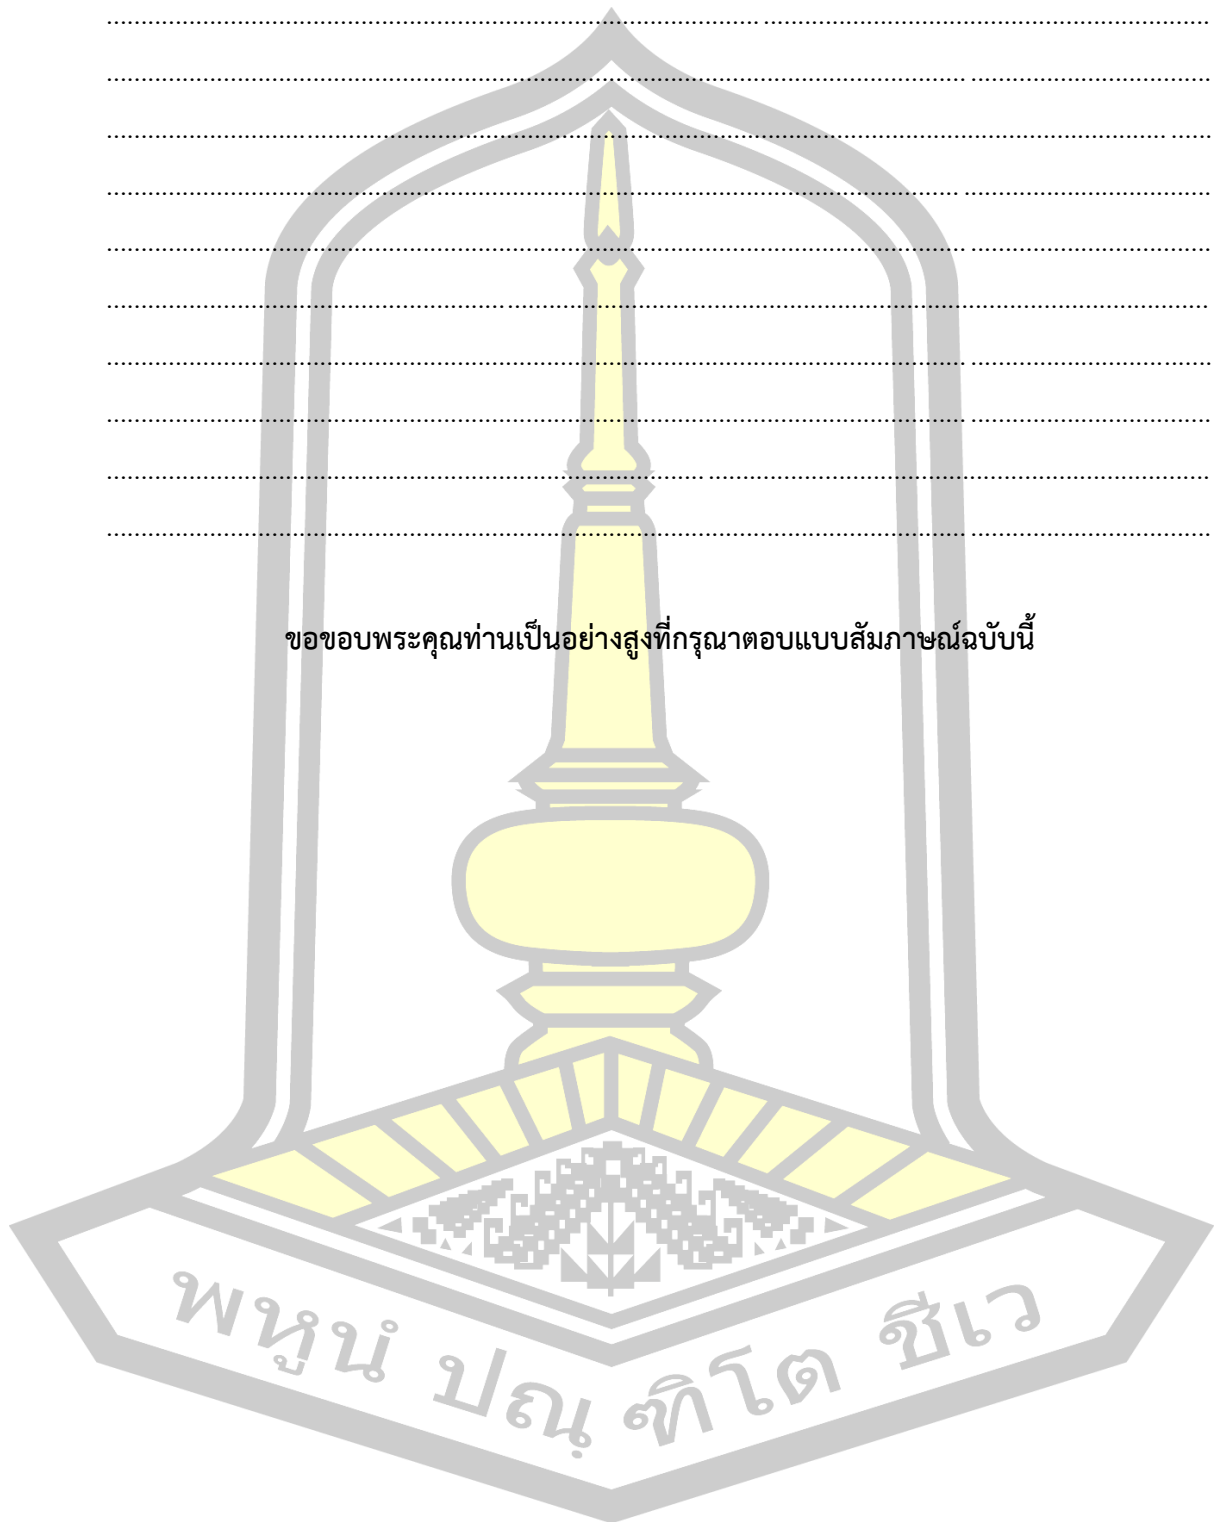 ขอขอบพระคุณท่านเป็นอย่างสูงที่กรุณาตอบแบบสัมภาษณ์ฉบับนี้
พหูนํ ปณฺ ฑิโต ชีเว